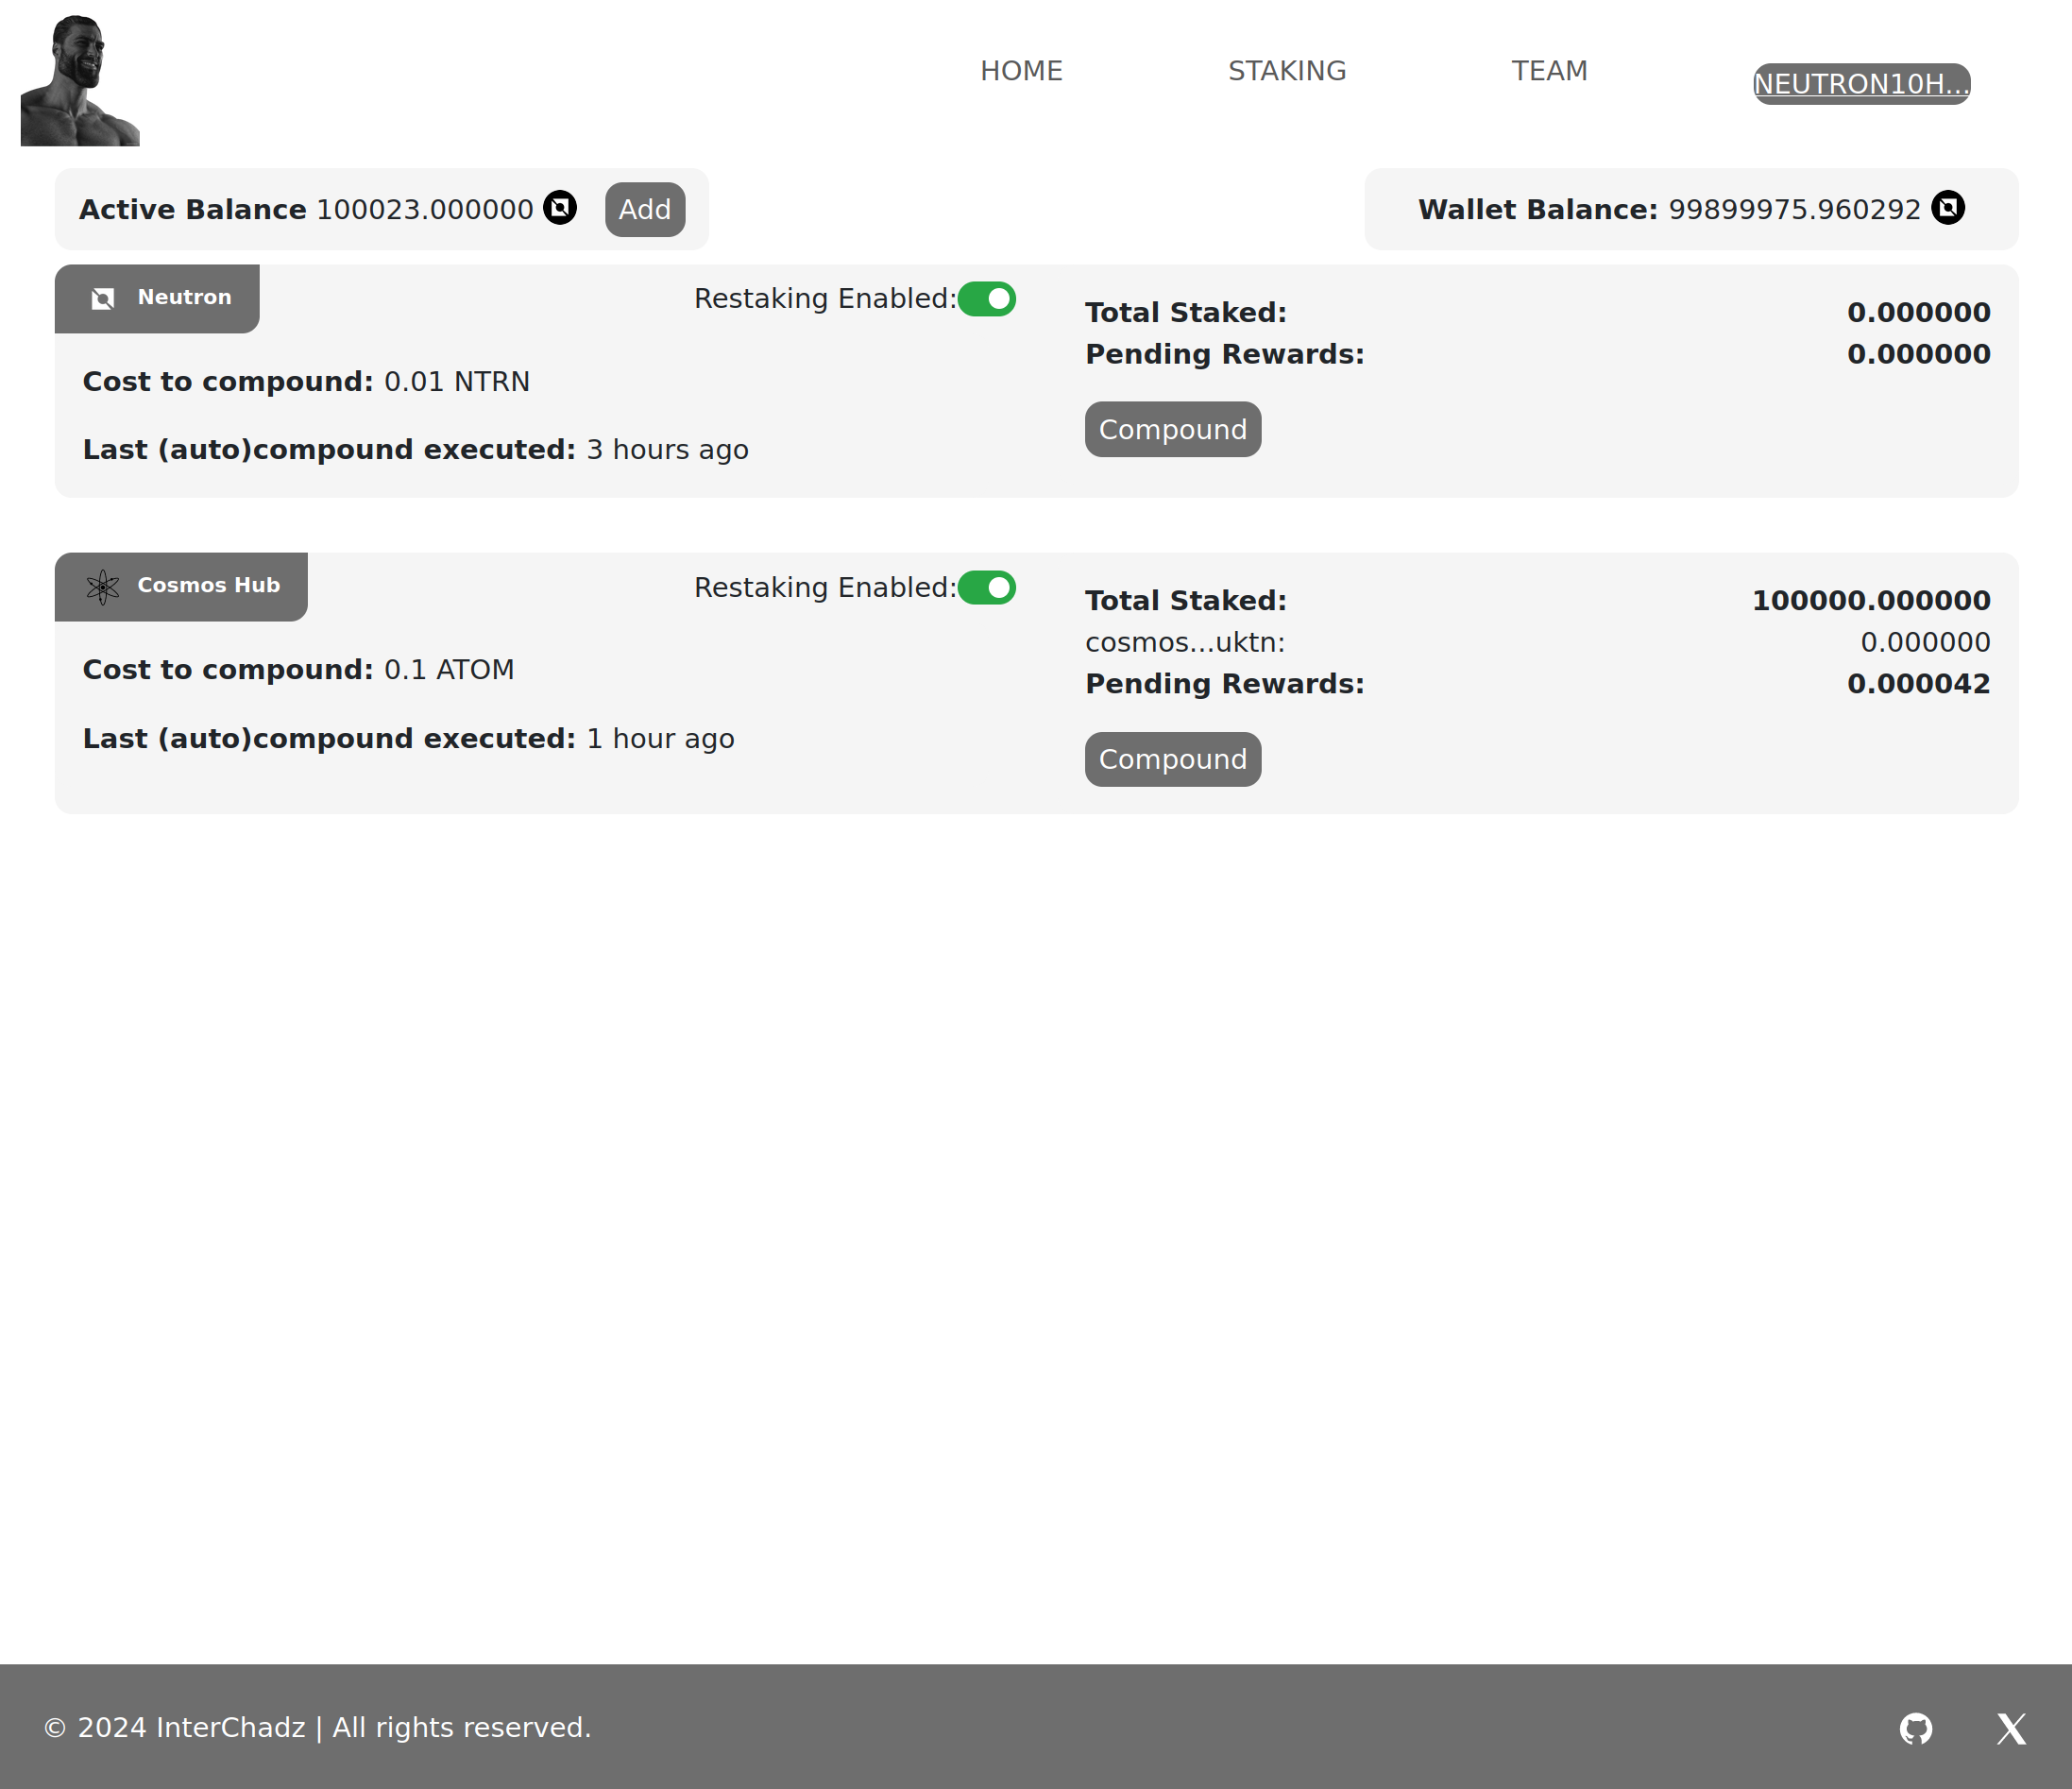 HOME STAKING TEAM NEUTRON10H...
Active Balance 100023.000000 Add Wallet Balance: 99899975.960292
Neutron Restaking Enabled:
Total Staked: 0.000000
Pending Rewards: 0.000000
Cost to compound: 0.01 NTRN
Compound
Last (auto)compound executed: 3 hours ago
Cosmos Hub Restaking Enabled:
Total Staked: 100000.000000
cosmos...uktn: 0.000000
Cost to compound: 0.1 ATOM
Pending Rewards: 0.000042
Last (auto)compound executed: 1 hour ago
Compound
© 2024 InterChadz | All rights reserved.